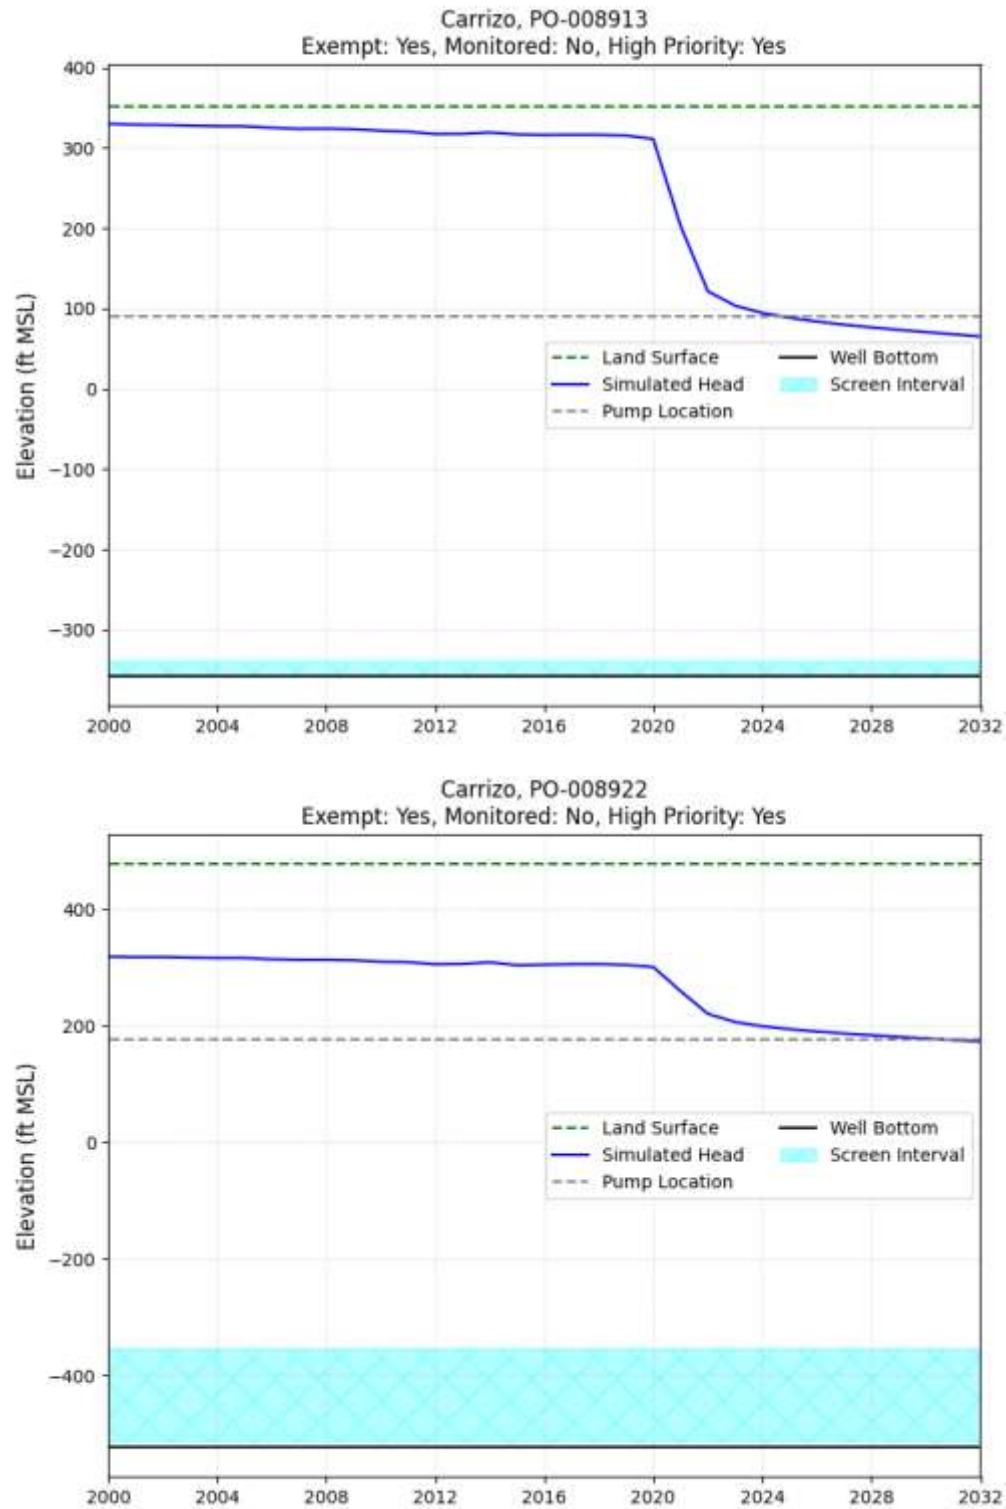 Carrizo, PO-008913
Exempt: Yes, Monitored: No, High Priority: Yes
400
300
200
100
0
−100
−200
−300
Elevation (ft MSL)
Land Surface
Simulated Head
Pump Location
Well Bottom
Screen Interval
2000 2004 2008 2012 2016 2020 2024 2028 2032
Carrizo, PO-008922
Exempt: Yes, Monitored: No, High Priority: Yes
400
200
0
−200
−400
Elevation (ft MSL)
Land Surface
Simulated Head
Pump Location
Well Bottom
Screen Interval
2000 2004 2008 2012 2016 2020 2024 2028 2032